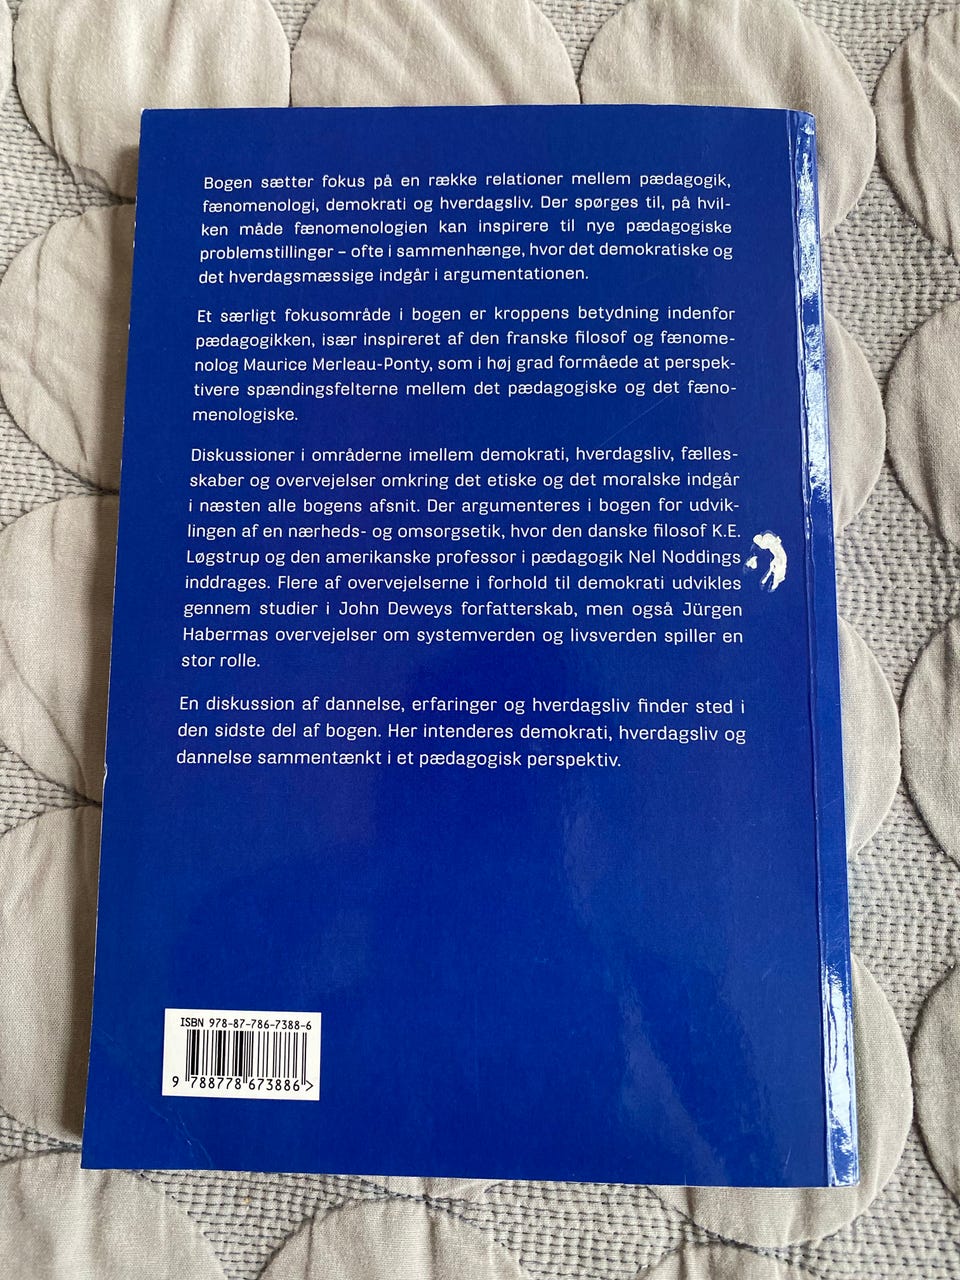 Bogen sætter fokus på en række relationer mellem pædagogik,
fænomenologi, demokrati og hverdagsliv. Der spørges til, på hvil-
ken måde fænomenologien kan inspirere til nye pædagogiske
problemstillinger – ofte i sammenhænge, hvor det demokratiske og
det hverdagsmæssige indgår i argumentationen.
Et særligt fokusområde i bogen er kroppens betydning indenfor
pædagogikken, især inspireret af den franske filosof og fænome-
nolog Maurice Merleau-Ponty, som i høj grad formåede at perspek-
tivere spændingsfelterne mellem det pædagogiske og det fæno-
menologiske.
Diskussioner i områderne imellem demokrati, hverdagsliv, fælles-
skaber og overvejelser omkring det etiske og det moralske indgår
i næsten alle bogens afsnit. Der argumenteres i bogen for udvik-
lingen af en nærheds- og omsorgsetik, hvor den danske filosof K.E.
Løgstrup og den amerikanske professor i pædagogik Nel Noddings
inddrages. Flere af overvejelserne i forhold til demokrati udvikles
gennem studier i John Deweys forfatterskab, men også Jürgen
Habermas overvejelser om systemverden og livsverden spiller en
stor rolle.
En diskussion af dannelse, erfaringer og hverdagsliv finder sted i
den sidste del af bogen. Her intenderes demokrati, hverdagsliv og
dannelse sammentænkt i et pædagogisk perspektiv.
ISBN 978-87-786-7388-6
9 788778 673886 >